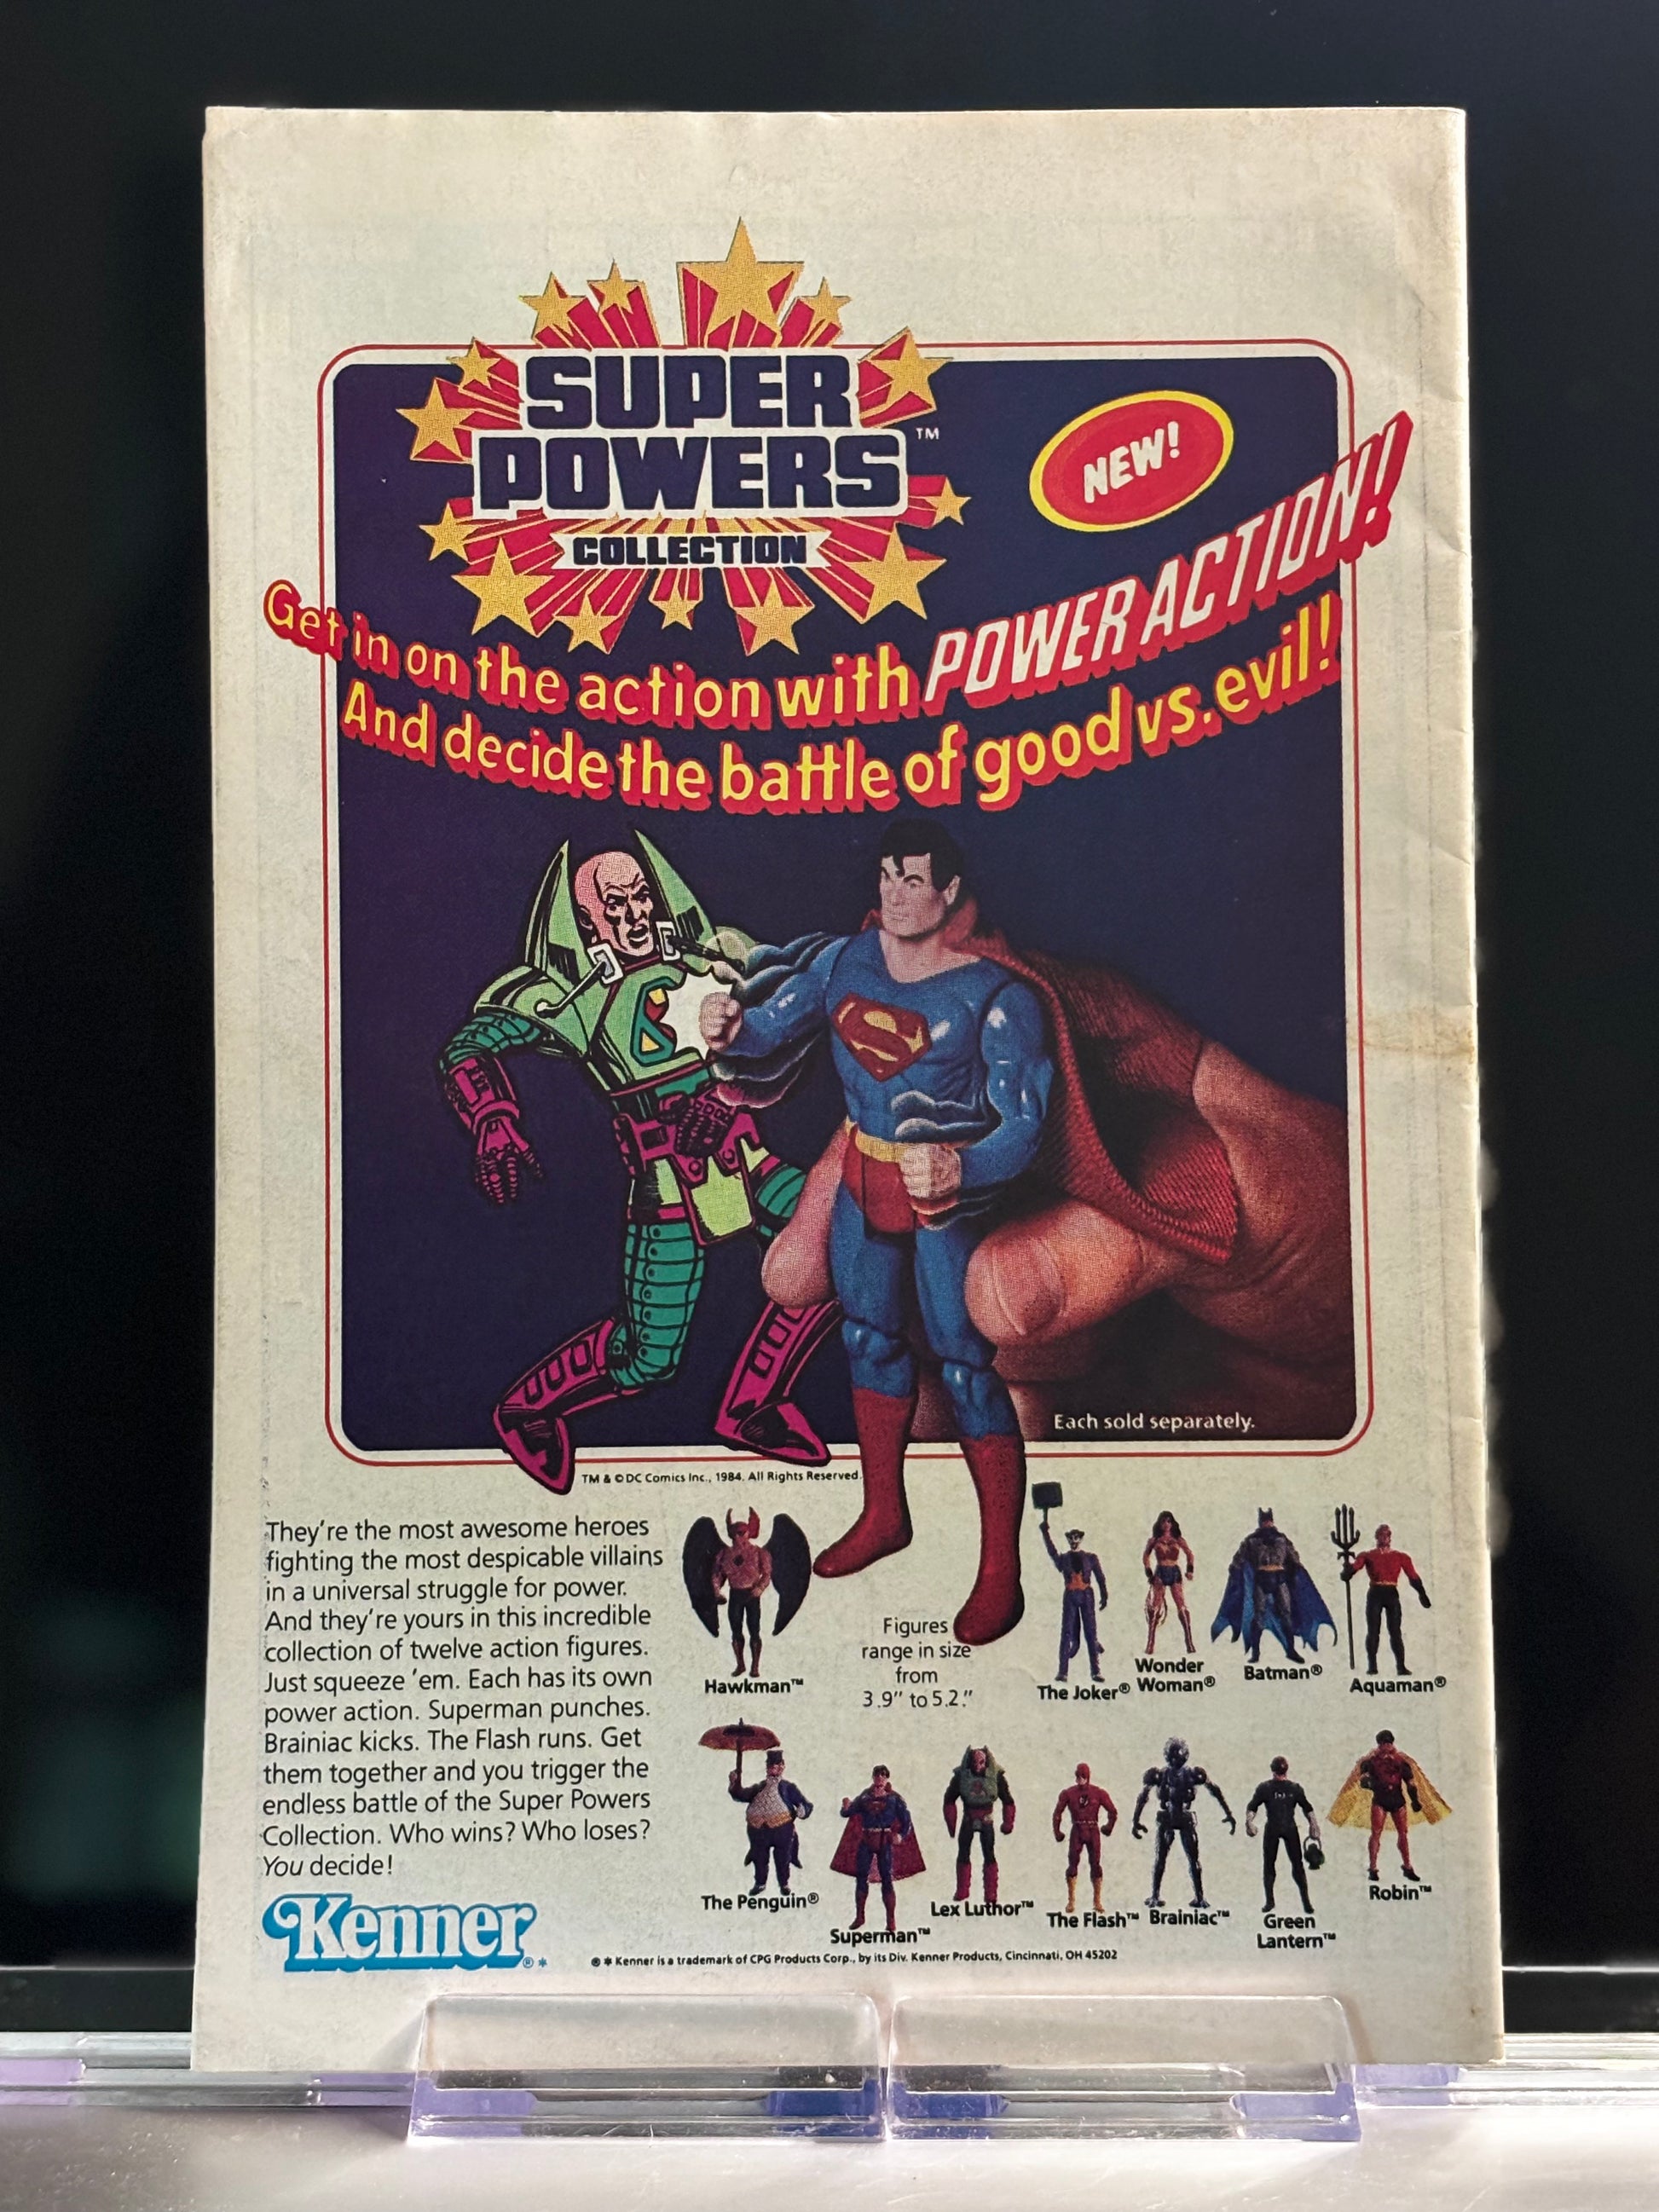 SUPER
POWERS™
COLLECTION
NEW!
Get in on the action with POWER ACTION!
And decide the battle of good vs. evil!
Each sold separately.
TM & © DC Comics Inc., 1984. All Rights Reserved.
They're the most awesome heroes
fighting the most despicable villains
in a universal struggle for power.
And they're yours in this incredible
collection of twelve action figures.
Just squeeze 'em. Each has its own
power action. Superman punches.
Brainiac kicks. The Flash runs. Get
them together and you trigger the
endless battle of the Super Powers
Collection. Who wins? Who loses?
You decide!
Hawkman™
Figures
range in size
from
3.9" to 5.2."
The Joker®
Wonder
Woman®
Batman®
Aquaman®
The Penguin®
Superman™
Lex Luthor™
The Flash™
Brainiac™
Green
Lantern™
Robin™
Kenner®*
®* Kenner is a trademark of CPG Products Corp., by its Div. Kenner Products, Cincinnati, OH 45202